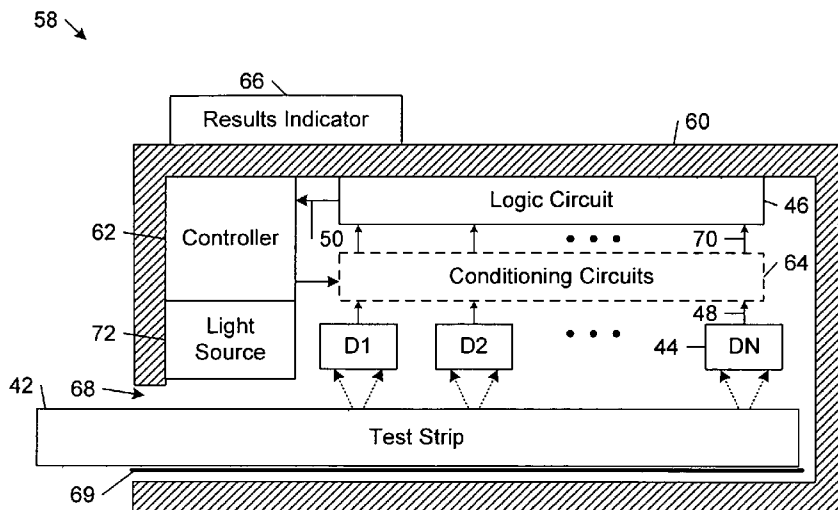 58
66
Results Indicator
60
Logic Circuit
46
62
Controller
50
• • •
70
Conditioning Circuits
64
72
Light Source
D1
D2
• • •
48
44
DN
68
42
Test Strip
69